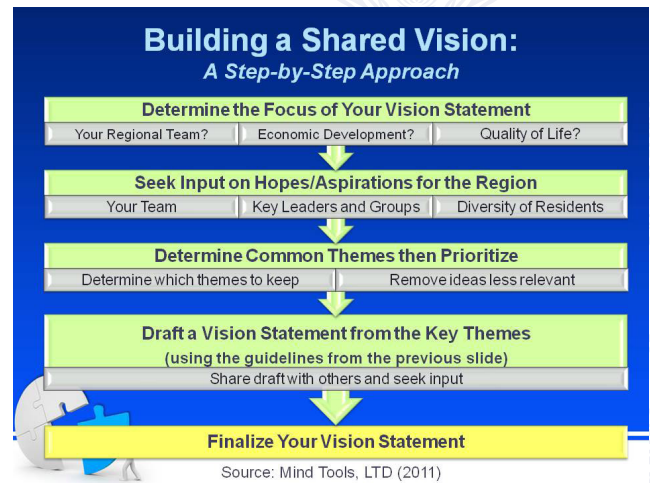 Building a Shared Vision:
A Step-by-Step Approach
Determine the Focus of Your Vision Statement
Your Regional Team? Economic Development? Quality of Life?
Seek Input on Hopes/Aspirations for the Region
Your Team Key Leaders and Groups Diversity of Residents
Determine Common Themes then Prioritize
Determine which themes to keep Remove ideas less relevant
Draft a Vision Statement from the Key Themes
(using the guidelines from the previous slide)
Share draft with others and seek input
Finalize Your Vision Statement
Source: Mind Tools, LTD (2011)